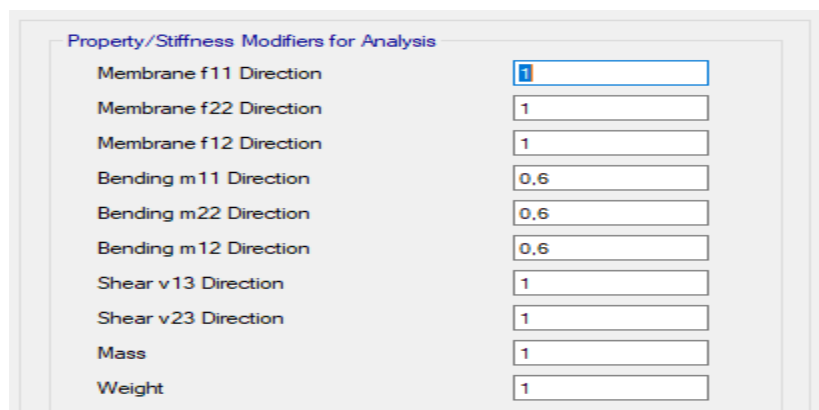 Property/Stiffness Modifiers for Analysis
Membrane f11 Direction 1
Membrane f22 Direction 1
Membrane f12 Direction 1
Bending m11 Direction 0,6
Bending m22 Direction 0,6
Bending m12 Direction 0,6
Shear v13 Direction 1
Shear v23 Direction 1
Mass 1
Weight 1